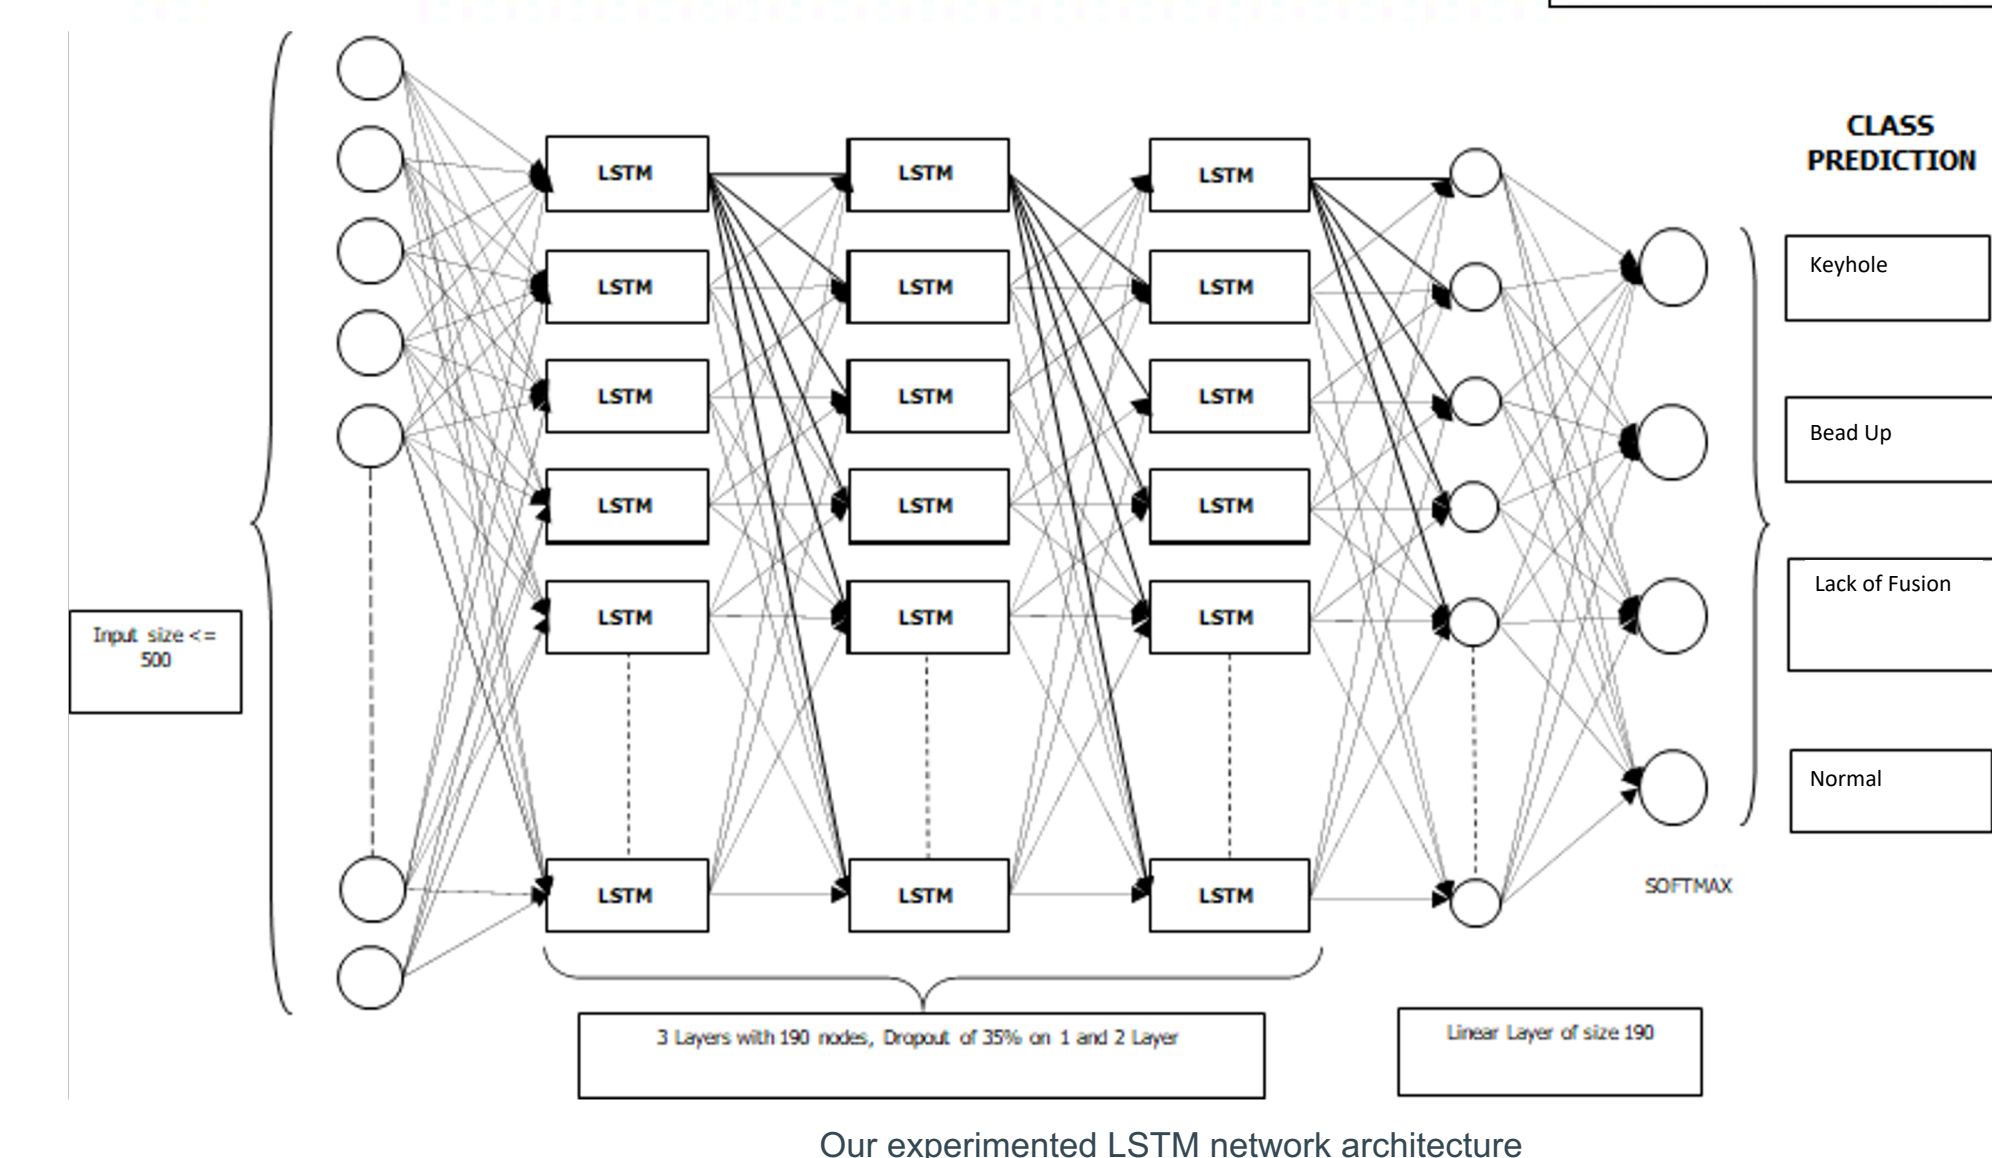 CLASS
PREDICTION
LSTM LSTM LSTM
LSTM LSTM LSTM
LSTM LSTM LSTM
LSTM LSTM LSTM
LSTM LSTM LSTM
LSTM LSTM LSTM
Keyhole
Bead Up
Lack of Fusion
Normal
Input size <=
500
SOFTMAX
3 Layers with 190 nodes, Dropout of 35% on 1 and 2 Layer
Linear Layer of size 190
Our experimented LSTM network architecture